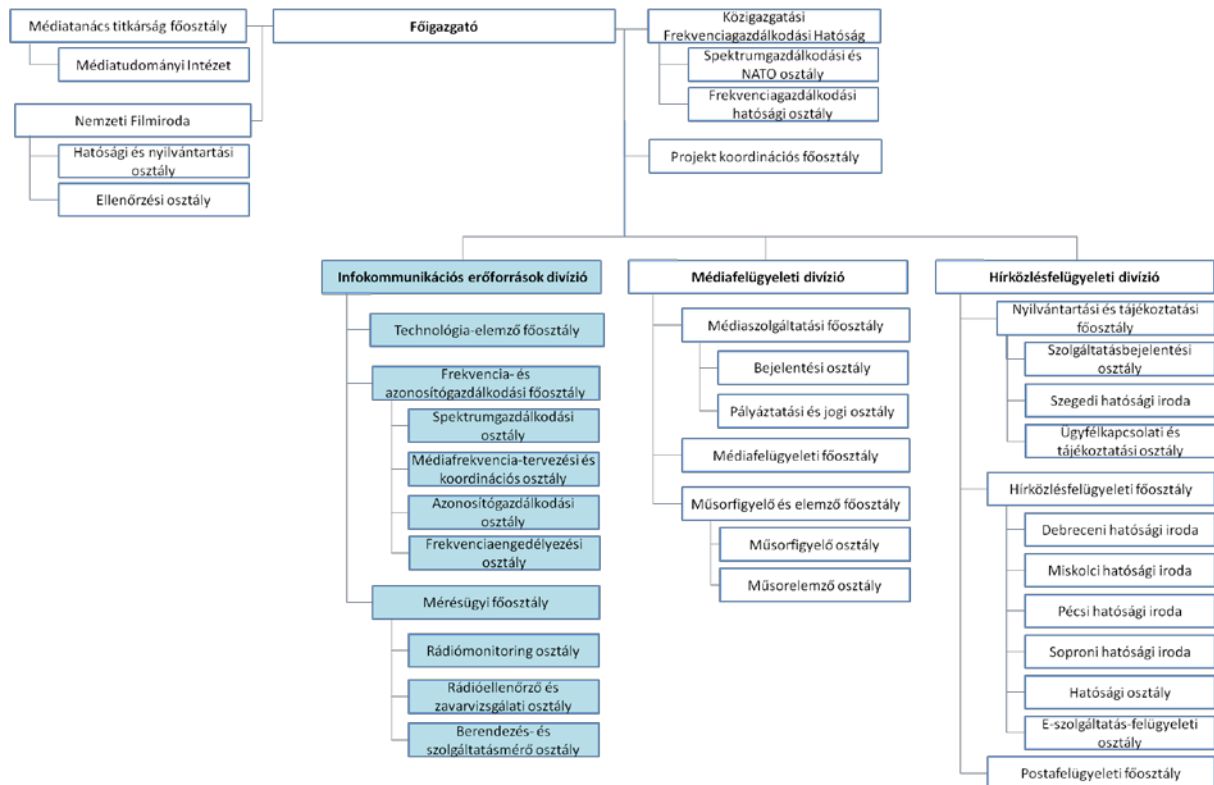 Médiatanács titkárság főosztály
Médiatudományi Intézet
Nemzeti Filmiroda
Hatósági és nyilvántartási
osztály
Ellenőrzési osztály
Főigazgató
Közigazgatási
Frekvenciagazdálkodási Hatóság
Spektrumgazdálkodási és
NATO osztály
Frekvenciagazdálkodási
hatósági osztály
Projekt koordinációs főosztály
Infokommunikációs erőforrások divízió
Technológia-elemző főosztály
Frekvencia- és
azonosítógazdálkodási főosztály
Spektrumgazdálkodási
osztály
Médiafrekvencia-tervezési és
koordinációs osztály
Azonosítógazdálkodási
osztály
Frekvenciaengedélyezési
osztály
Mérésügyi főosztály
Rádiómonitoring osztály
Rádióellenőrző és
zavarvizsgálati osztály
Berendezés- és
szolgáltatásmérő osztály
Médiafelügyeleti divízió
Médiaszolgáltatási főosztály
Bejelentési osztály
Pályáztatási és jogi osztály
Médiafelügyeleti főosztály
Műsorfigyelő és elemző főosztály
Műsorfigyelő osztály
Műsorelemző osztály
Hírközlésfelügyeleti divízió
Nyilvántartási és tájékoztatási
főosztály
Szolgáltatásbejelentési
osztály
Szegedi hatósági iroda
Ügyfélkapcsolati és
tájékoztatási osztály
Hírközlésfelügyeleti főosztály
Debreceni hatósági iroda
Miskolci hatósági iroda
Pécsi hatósági iroda
Soproni hatósági iroda
Hatósági osztály
E-szolgáltatás-felügyeleti
osztály
Postafelügyeleti főosztály